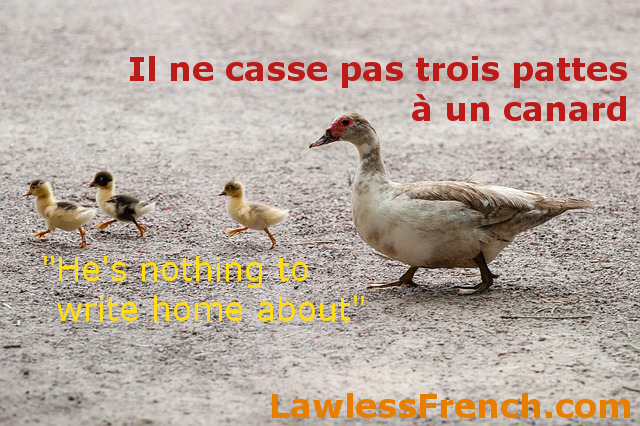 Il ne casse pas trois pattes
à un canard
"He's nothing to
write home about"
LawlessFrench.com